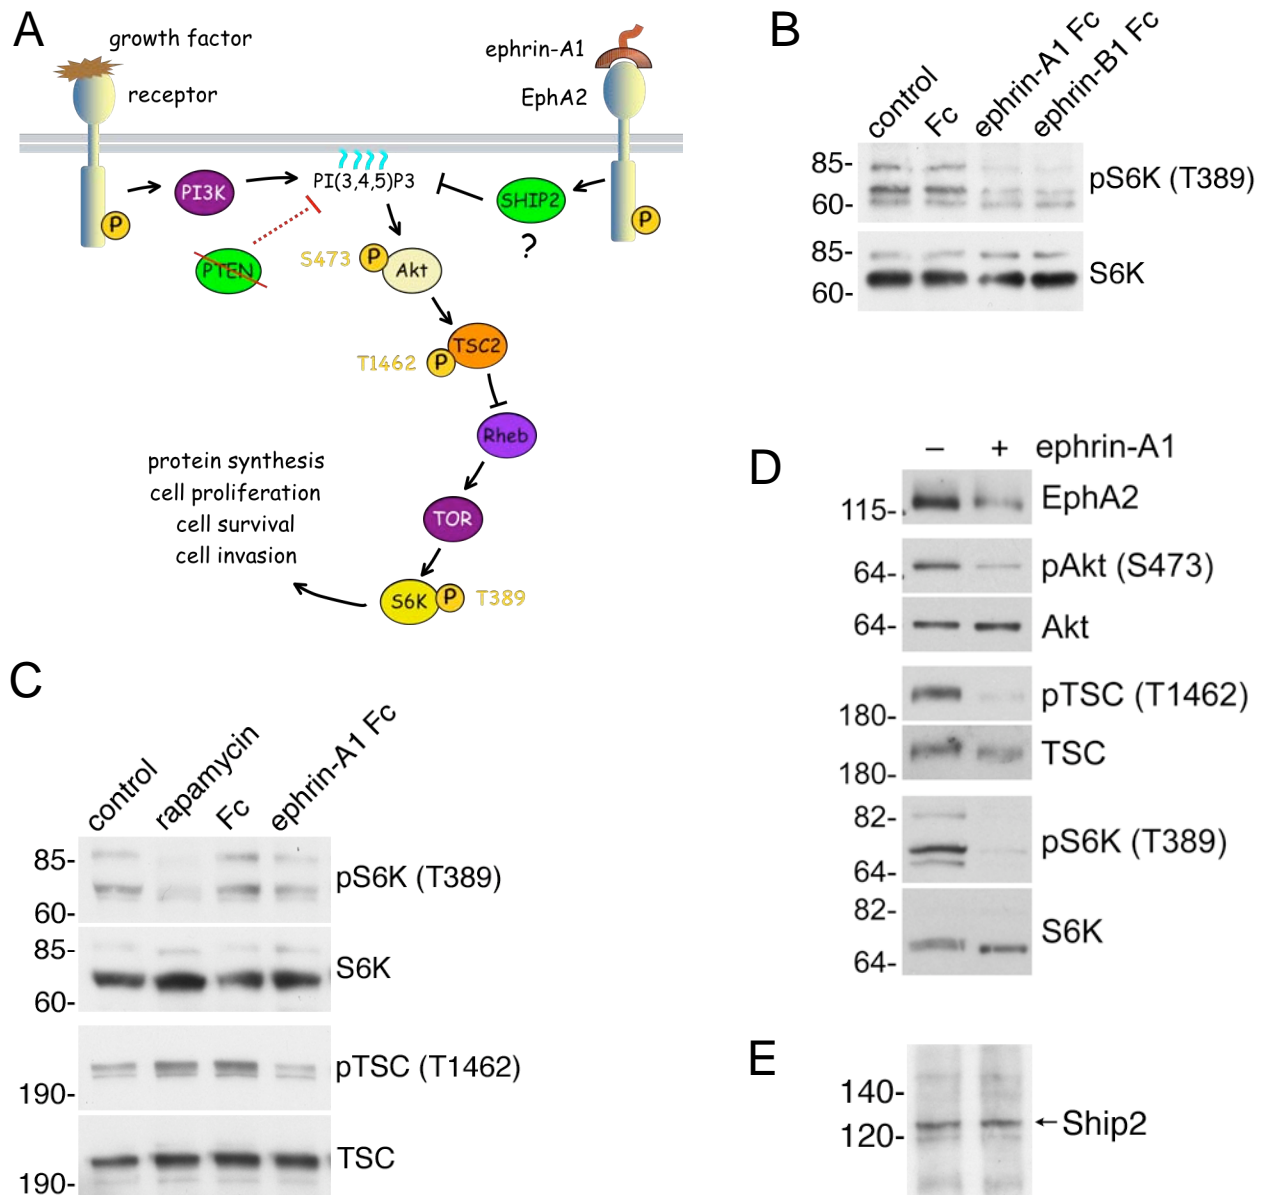 A
growth factor
receptor
ephrin-A1
EphA2
PI3K
PI(3,4,5)P3
SHIP2
?
P
P
PTEN
S473
P
Akt
TSC2
T1462
P
Rheb
protein synthesis
cell proliferation
cell survival
cell invasion
TOR
S6K
P
T389
B
control
Fc
ephrin-A1 Fc
ephrin-B1 Fc
85-
60-
pS6K (T389)
85-
60-
S6K
C
control
rapamycin
Fc
ephrin-A1 Fc
85-
60-
pS6K (T389)
85-
60-
S6K
190-
pTSC (T1462)
190-
TSC
D
– + ephrin-A1
115-
EphA2
64-
pAkt (S473)
64-
Akt
180-
pTSC (T1462)
180-
TSC
82-
64-
pS6K (T389)
82-
64-
S6K
E
140-
120-
←Ship2